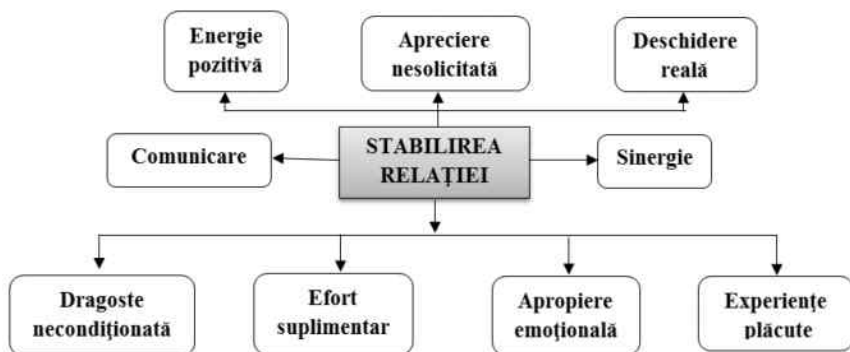 Energie
pozitivă
Apreciere
nesolicitată
Deschidere
reală
Comunicare
STABILIREA
RELAȚIEI
Sinergie
Dragoste
necondiționată
Efort
suplimentar
Apropiere
emoțională
Experiențe
plăcute